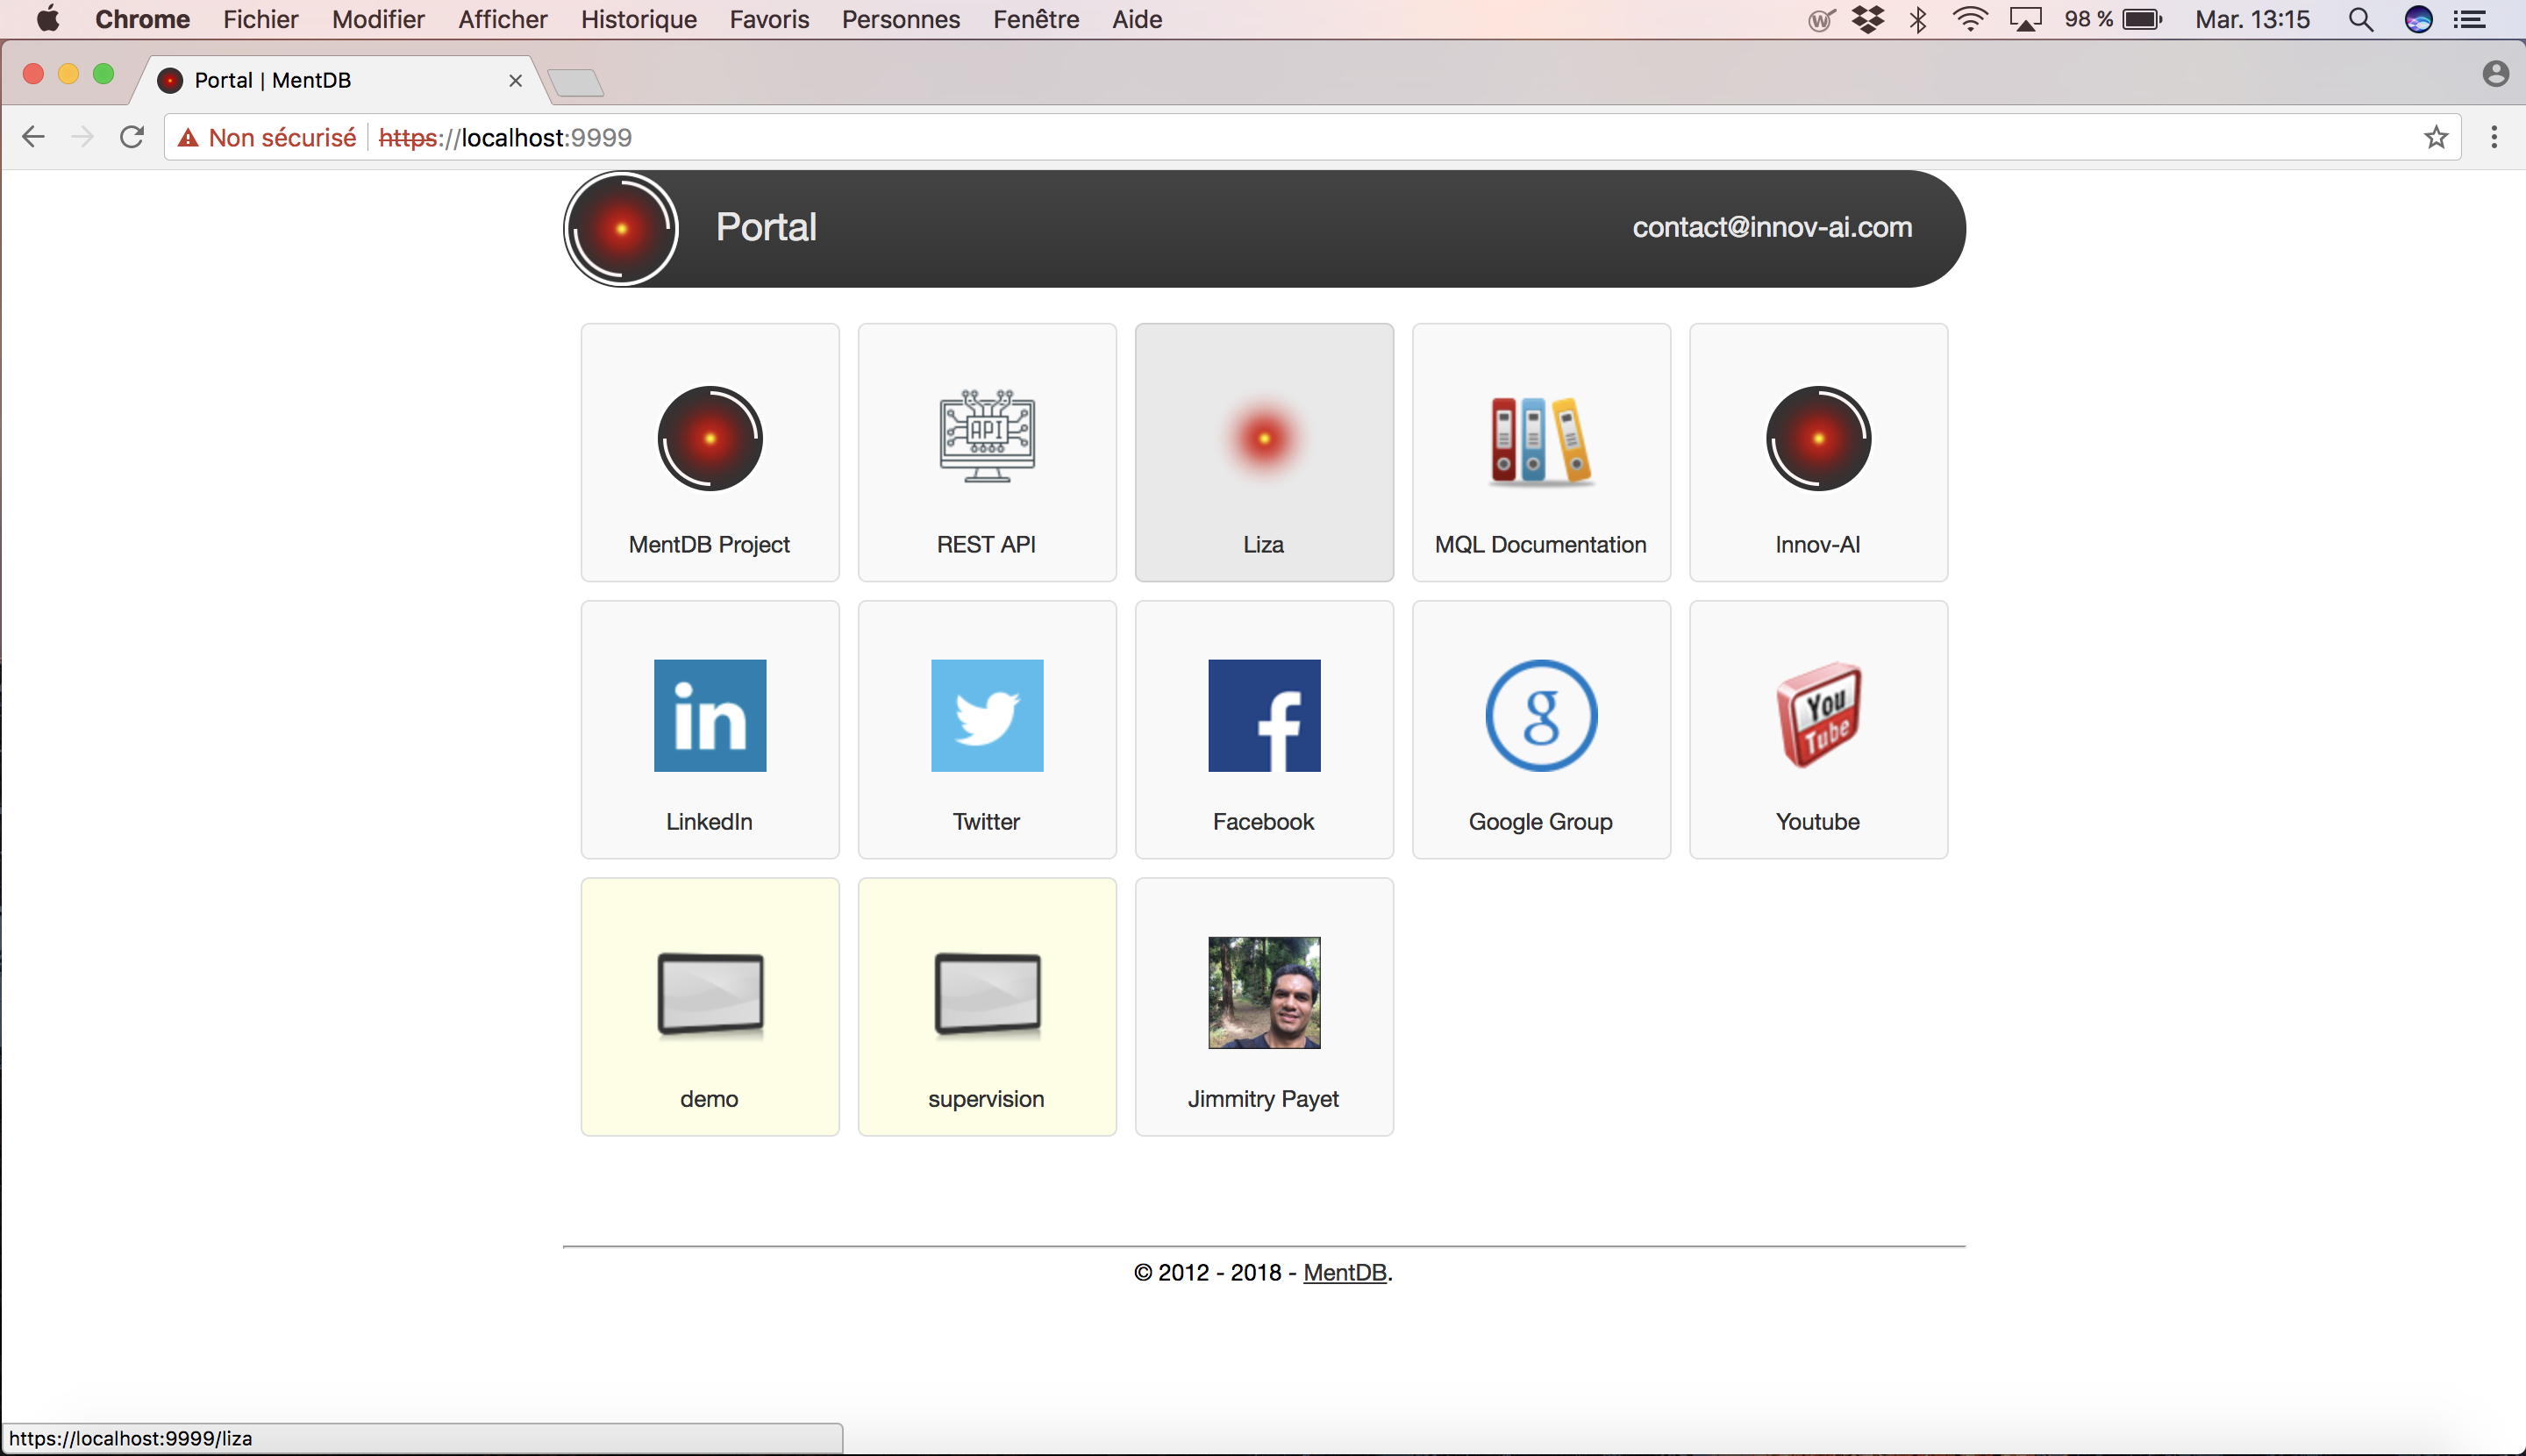 Chrome Fichier Modifier Afficher Historique Favoris Personnes Fenêtre Aide 98 % Mar. 13:15
Portal | MentDB
Non sécurisé https://localhost:9999
Portal contact@innov-ai.com
API
MentDB Project REST API Liza MQL Documentation Innov-AI
in f g You Tube
LinkedIn Twitter Facebook Google Group Youtube
demo supervision Jimmitry Payet
© 2012 - 2018 - MentDB.
https://localhost:9999/liza